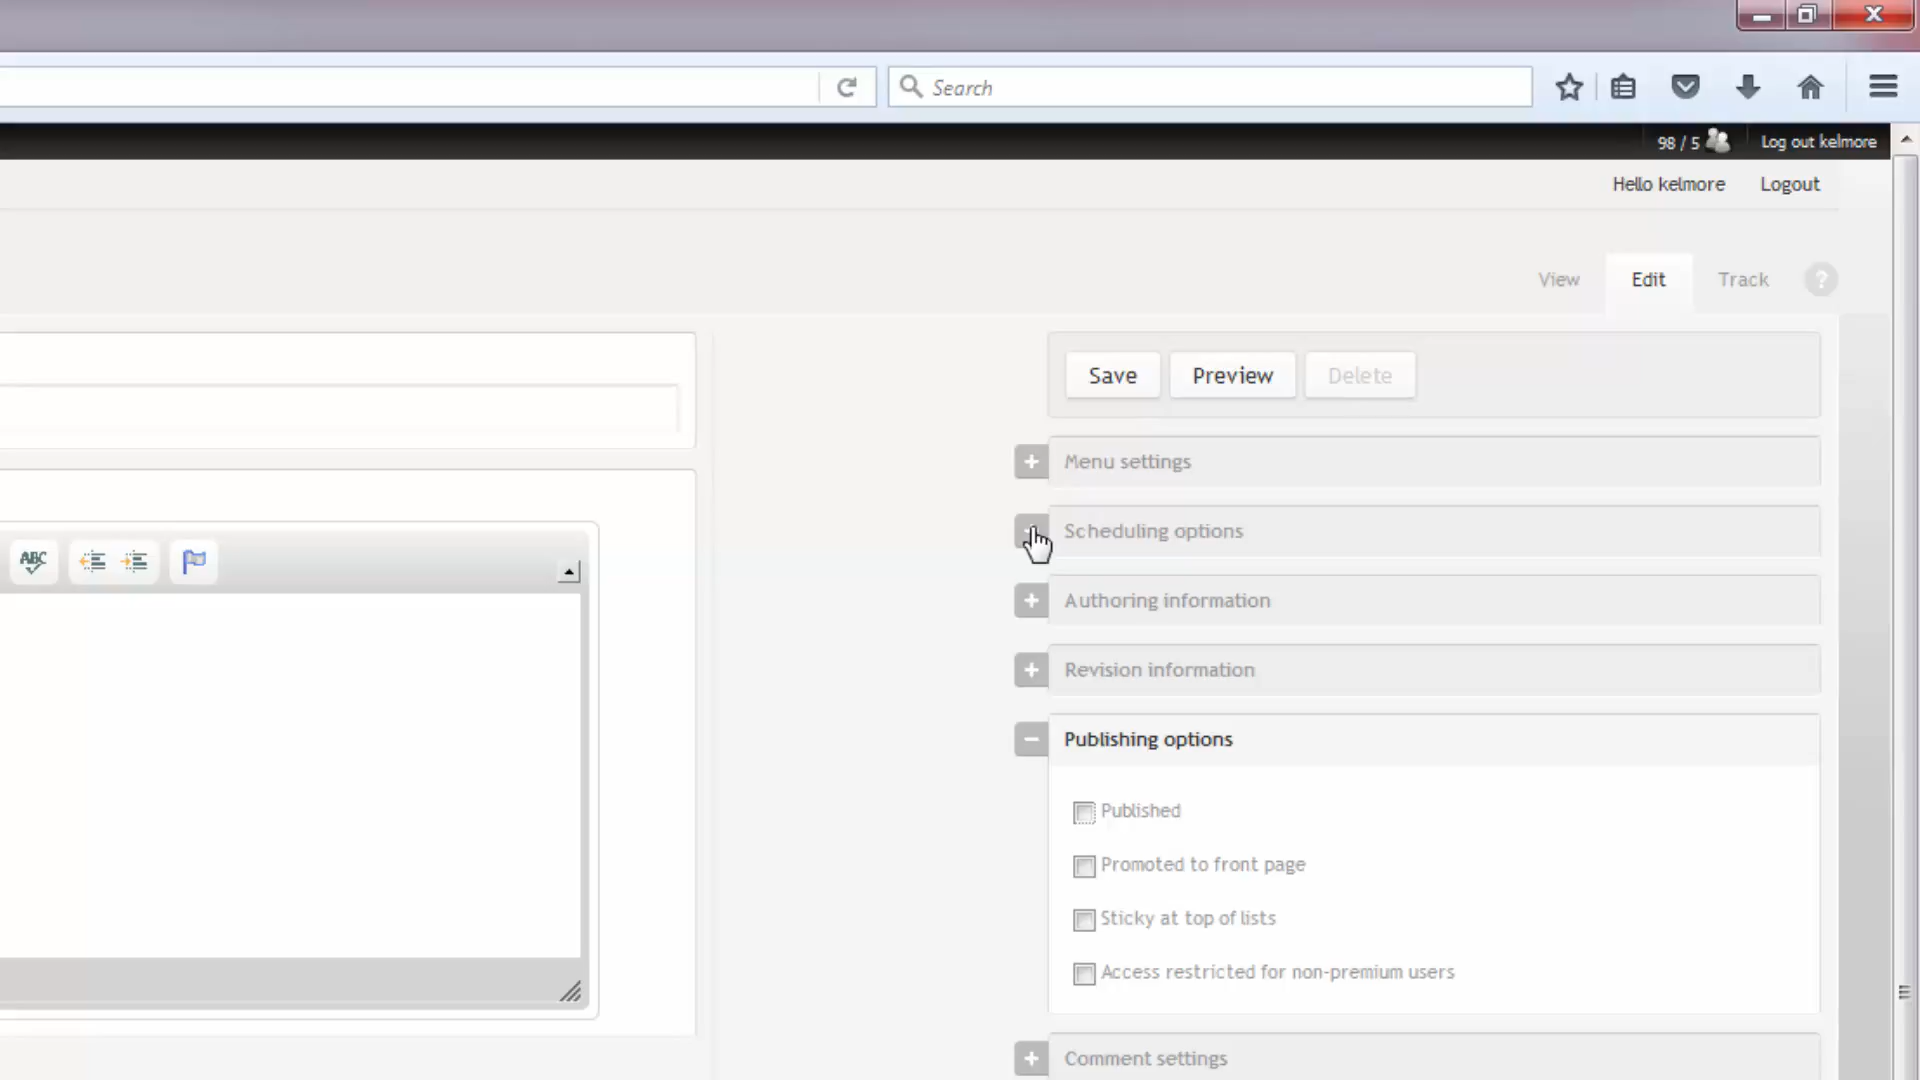 Search
98 / 5
Log out kelmore
Hello kelmore
Logout
View
Edit
Track
?
Save
Preview
Delete
Menu settings
Scheduling options
Authoring information
Revision information
Publishing options
Published
Promoted to front page
Sticky at top of lists
Access restricted for non-premium users
Comment settings
ABC